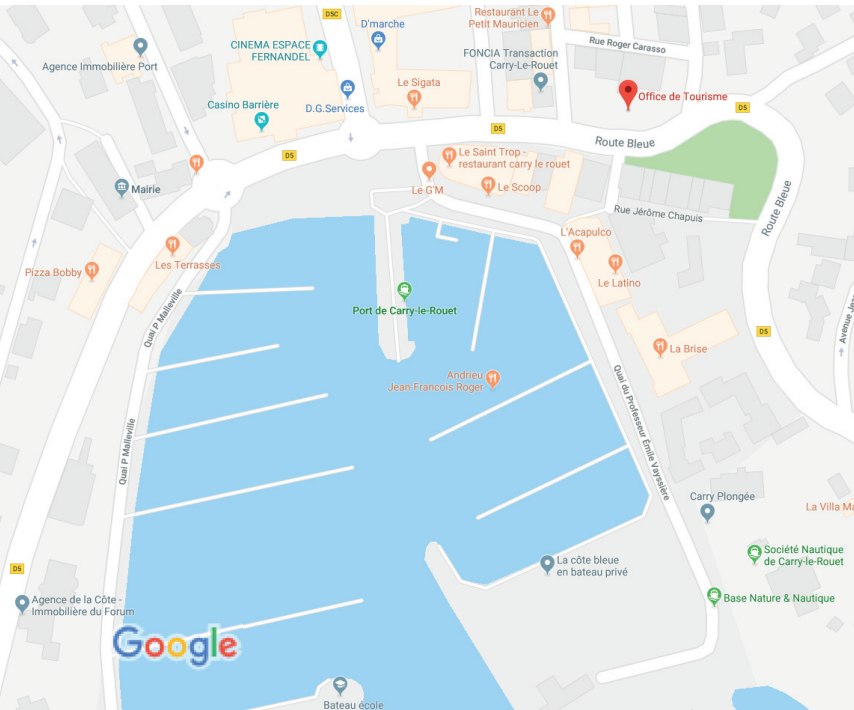 Restaurant Le
Petit Mauricien
D5C
D'marche
Rue Roger Carasso
CINEMA ESPACE
FERNANDEL
FONCIA Transaction
Carry-Le-Rouet
Agence Immobilière Port
Le Sigata
Office de Tourisme
Casino Barrière
D.G.Services
D5
D5
D5
Route Bleue
Le Saint Trop -
restaurant carry le rouet
Mairie
Le G'M
Le Scoop
Rue Jérôme Chapuis
Route Bleue
L'Acapulco
Les Terrasses
Pizza Bobby
Le Latino
Port de Carry-le-Rouet
Quai P Malleville
D5
Avenue Jea
La Brise
Andrieu
Jean-Francois Roger
Quai du Professeur Émile Vayssière
Quai P Malleville
Carry Plongée
La Villa Ma
Société Nautique
de Carry-le-Rouet
D5
La côte bleue
en bateau privé
Agence de la Côte -
Immobilière du Forum
Base Nature & Nautique
Google
Bateau école